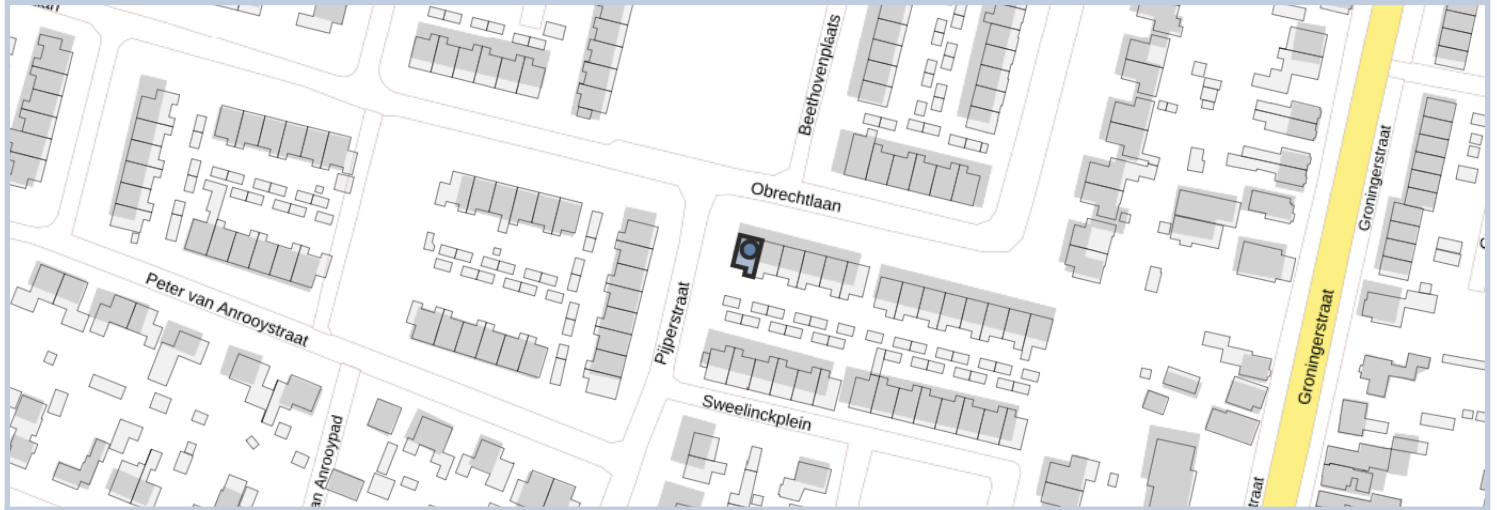 Beethovenplaats
Groningerstraat
Obrechtlaan
Peter van Anrooystraat
Pijperstraat
Groningerstraat
Sweelinckplein